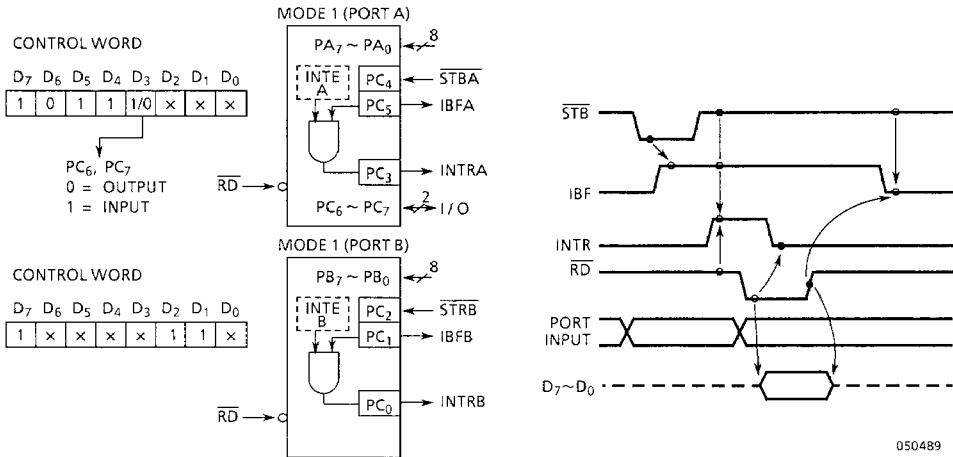 MODE 1 (PORT A)
CONTROL WORD
D7 D6 D5 D4 D3 D2 D1 D0
1 0 1 1 1/0 × × ×
PC6, PC7
0 = OUTPUT
1 = INPUT
PA7 ~ PA0
8
INTE
A
PC4
STBA
PC5
IBFA
PC3
INTRA
RD
PC6 ~ PC7
2
I/O
MODE 1 (PORT B)
CONTROL WORD
D7 D6 D5 D4 D3 D2 D1 D0
1 × × × × 1 1 ×
PB7 ~ PB0
8
INTE
B
PC2
STRB
PC1
IBFB
PC0
INTRB
RD
STB
IBF
INTR
RD
PORT
INPUT
D7~D0
050489